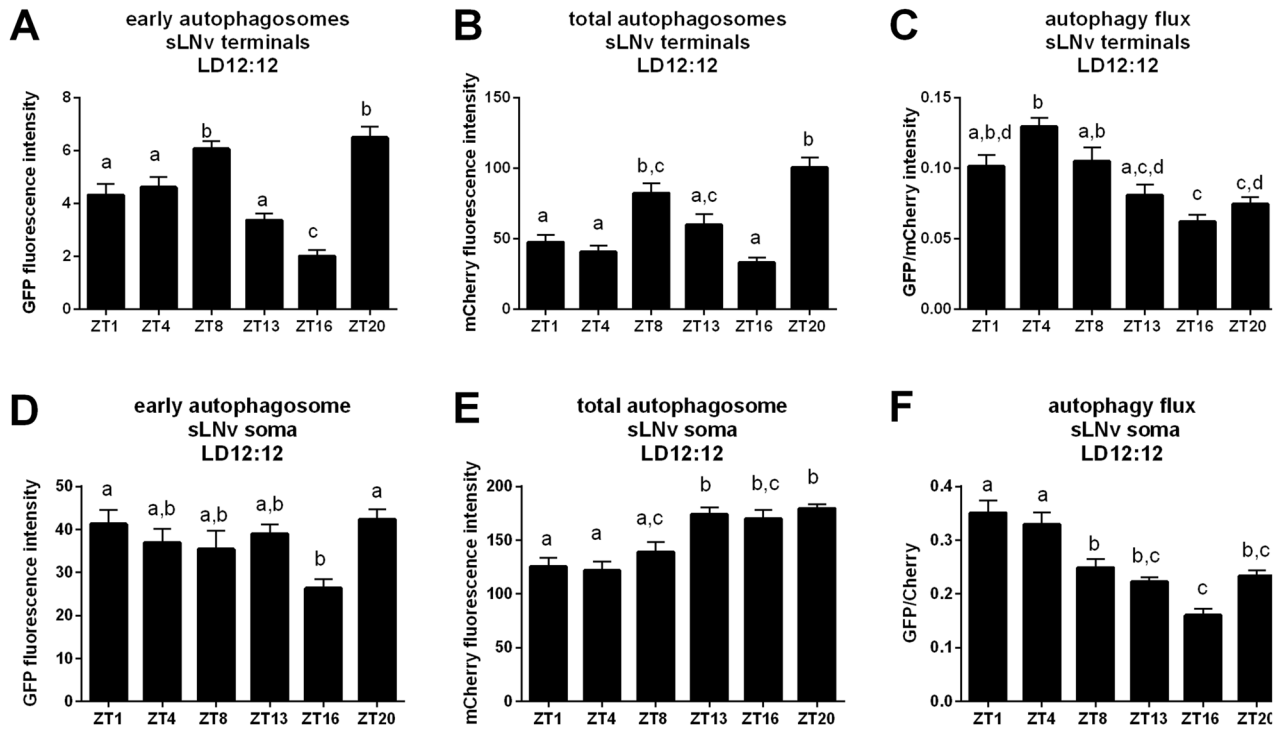 A
early autophagosomes
sLNv terminals
LD12:12
GFP fluorescence intensity
8
6
4
2
0
a
a
b
a
c
b
ZT1 ZT4 ZT8 ZT13 ZT16 ZT20
B
total autophagosomes
sLNv terminals
LD12:12
mCherry fluorescence intensity
150
100
50
0
a
a
b,c
a,c
a
b
ZT1 ZT4 ZT8 ZT13 ZT16 ZT20
C
autophagy flux
sLNv terminals
LD12:12
GFP/mCherry intensity
0.15
0.10
0.05
0.00
a,b,d
b
a,b
a,c,d
c
c,d
ZT1 ZT4 ZT8 ZT13 ZT16 ZT20
D
early autophagosome
sLNv soma
LD12:12
GFP fluorescence intensity
50
40
30
20
10
0
a
a,b
a,b
a,b
b
a
ZT1 ZT4 ZT8 ZT13 ZT16 ZT20
E
total autophagosome
sLNv soma
LD12:12
mCherry fluorescence intensity
200
150
100
50
0
a
a
a,c
b
b,c
b
ZT1 ZT4 ZT8 ZT13 ZT16 ZT20
F
autophagy flux
sLNv soma
LD12:12
GFP/Cherry
0.4
0.3
0.2
0.1
0.0
a
a
b
b,c
c
b,c
ZT1 ZT4 ZT8 ZT13 ZT16 ZT20